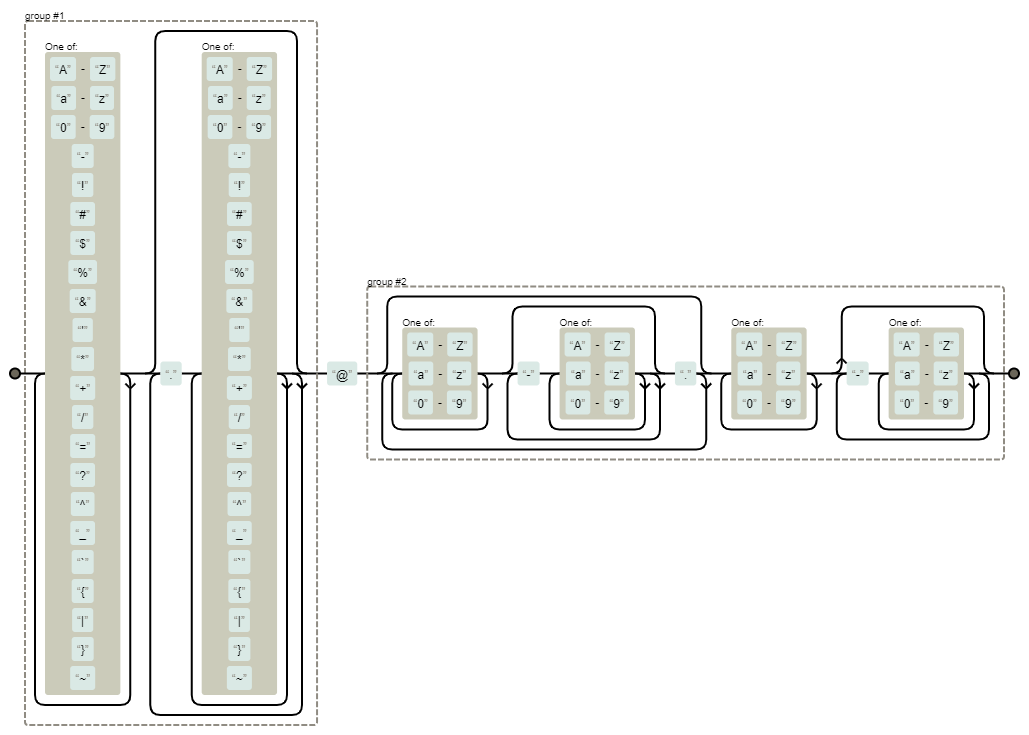 group #1
One of:
"A" - "Z"
"a" - "z"
"0" - "9"
"-"
"!"
"#"
"$"
"%"
"&"
"'"
"*"
"+"
"/"
"="
"?"
"^"
"_"
"`"
"{"
"|"
"}"
"~"
"."
One of:
"A" - "Z"
"a" - "z"
"0" - "9"
"-"
"!"
"#"
"$"
"%"
"&"
"'"
"*"
"+"
"/"
"="
"?"
"^"
"_"
"`"
"{"
"|"
"}"
"~"
"@"
group #2
One of:
"A" - "Z"
"a" - "z"
"0" - "9"
"-"
One of:
"A" - "Z"
"a" - "z"
"0" - "9"
"."
One of:
"A" - "Z"
"a" - "z"
"0" - "9"
"-"
One of:
"A" - "Z"
"a" - "z"
"0" - "9"